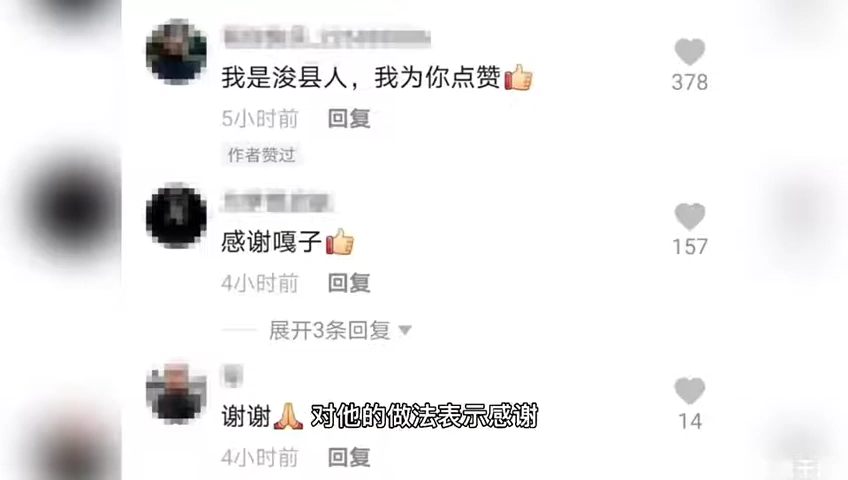 我是浚县人，我为你点赞👍
378
5小时前 回复
作者赞过
感谢嘎子👍
157
4小时前 回复
展开3条回复
谢谢🙏
对他的做法表示感谢
14
4小时前 回复